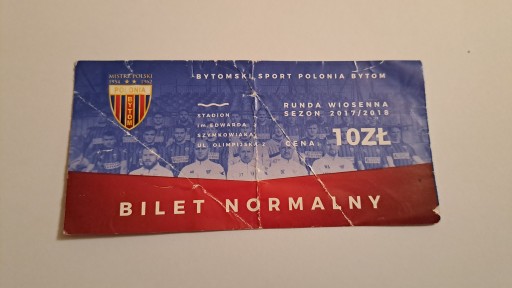 MISTRZ POLSKI
1954 1962
POLONIA
BYTOM
BYTOMSKI SPORT POLONIA BYTOM
STADION
IM.EDWARDA
SZYMKOWIAKA
UL. OLIMPIJSKA 2
RUNDA WIOSENNA
SEZON 2017/2018
CENA: 10ZŁ
BILET NORMALNY